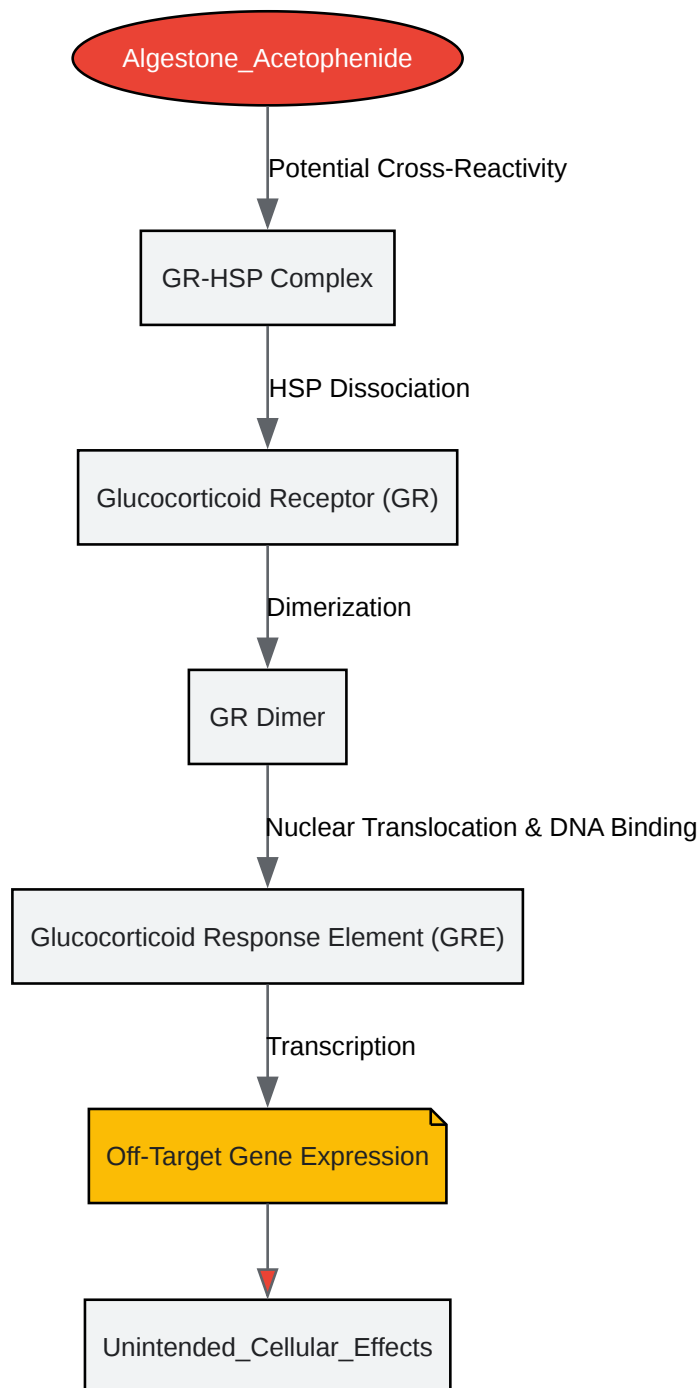 Algestone_Acetophenide
Potential Cross-Reactivity
GR-HSP Complex
HSP Dissociation
Glucocorticoid Receptor (GR)
Dimerization
GR Dimer
Nuclear Translocation & DNA Binding
Glucocorticoid Response Element (GRE)
Transcription
Off-Target Gene Expression
Unintended_Cellular_Effects